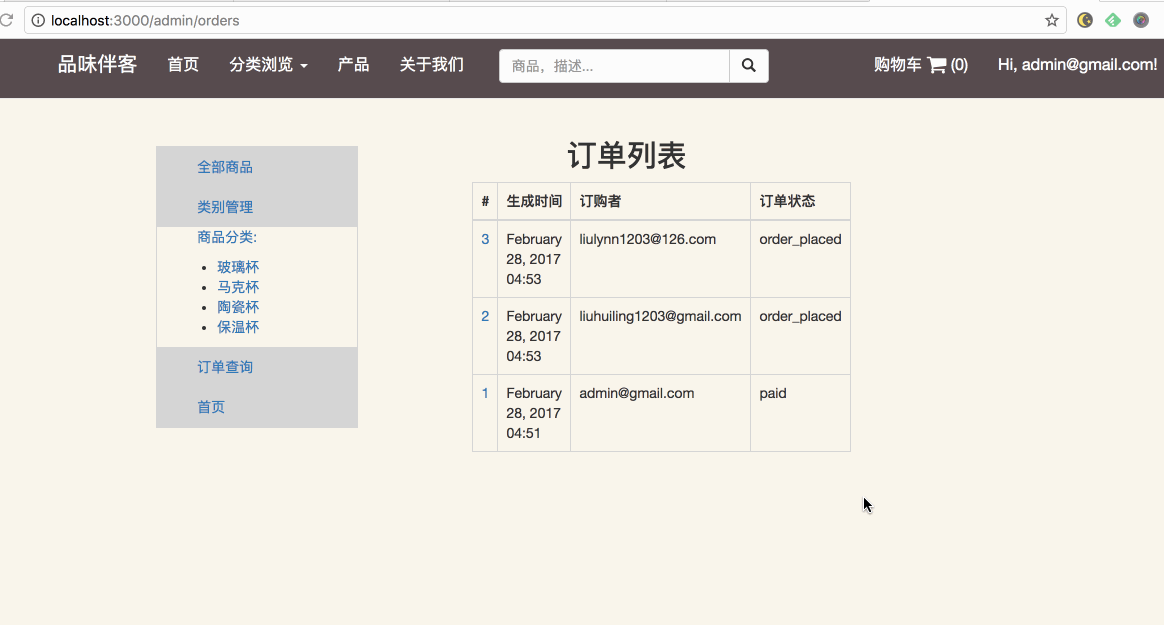 localhost:3000/admin/orders
品味伴客 首页 分类浏览 产品 关于我们 商品，描述... 购物车 (0) Hi, admin@gmail.com!
全部商品
类别管理
商品分类:
玻璃杯
马克杯
陶瓷杯
保温杯
订单查询
首页
订单列表
# 生成时间 订购者 订单状态
3 February liulynn1203@126.com order_placed
28, 2017
04:53
2 February liuhuiling1203@gmail.com order_placed
28, 2017
04:53
1 February admin@gmail.com paid
28, 2017
04:51